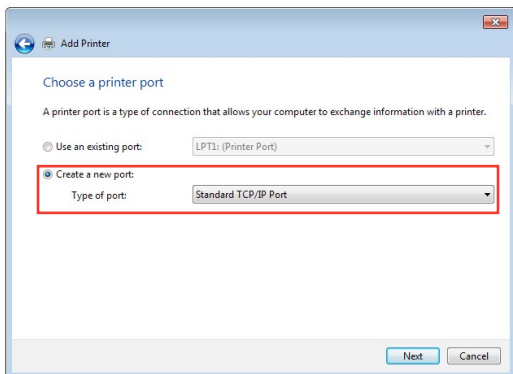 Add Printer
Choose a printer port
A printer port is a type of connection that allows your computer to exchange information with a printer.
Use an existing port: LPT1: (Printer Port)
Create a new port:
Type of port: Standard TCP/IP Port
Next Cancel